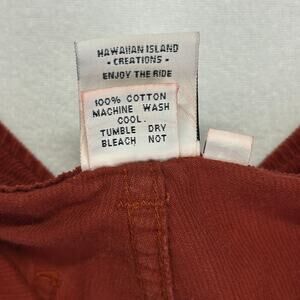 HAWAIIAN ISLAND
- CREATIONS -
ENJOY THE RIDE
100% COTTON
MACHINE WASH
COOL.
TUMBLE DRY
BLEACH NOT